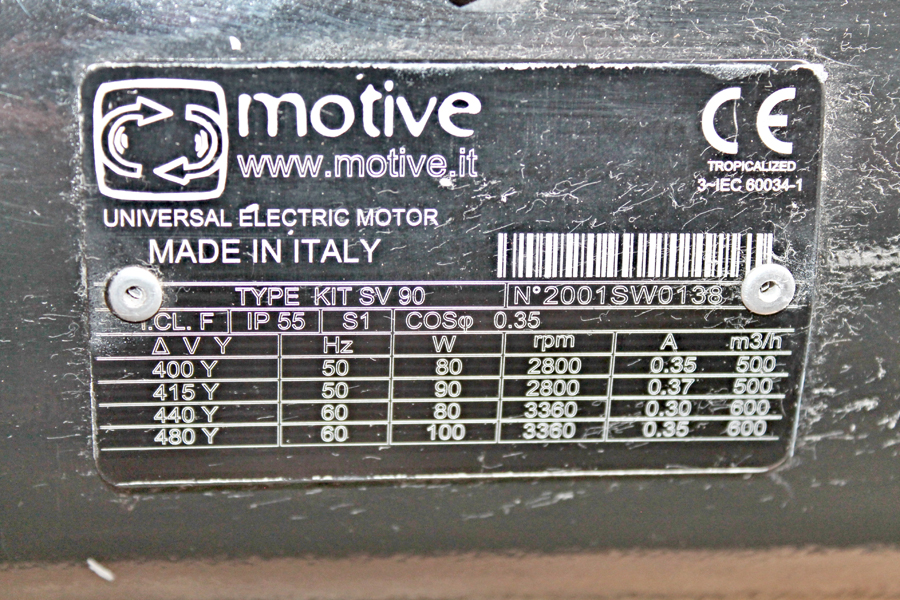 motive
www.motive.it
CE
TROPICALIZED
3~IEC 60034-1
UNIVERSAL ELECTRIC MOTOR
MADE IN ITALY
TYPE KIT SV 90 N°2001SW0138
I.CL. F IP 55 S1 COSφ 0.35
Δ V Y Hz W rpm A m3/h
400 Y 50 80 2800 0.35 500
415 Y 50 90 2800 0.37 500
440 Y 60 80 3360 0.30 600
480 Y 60 100 3360 0.35 600